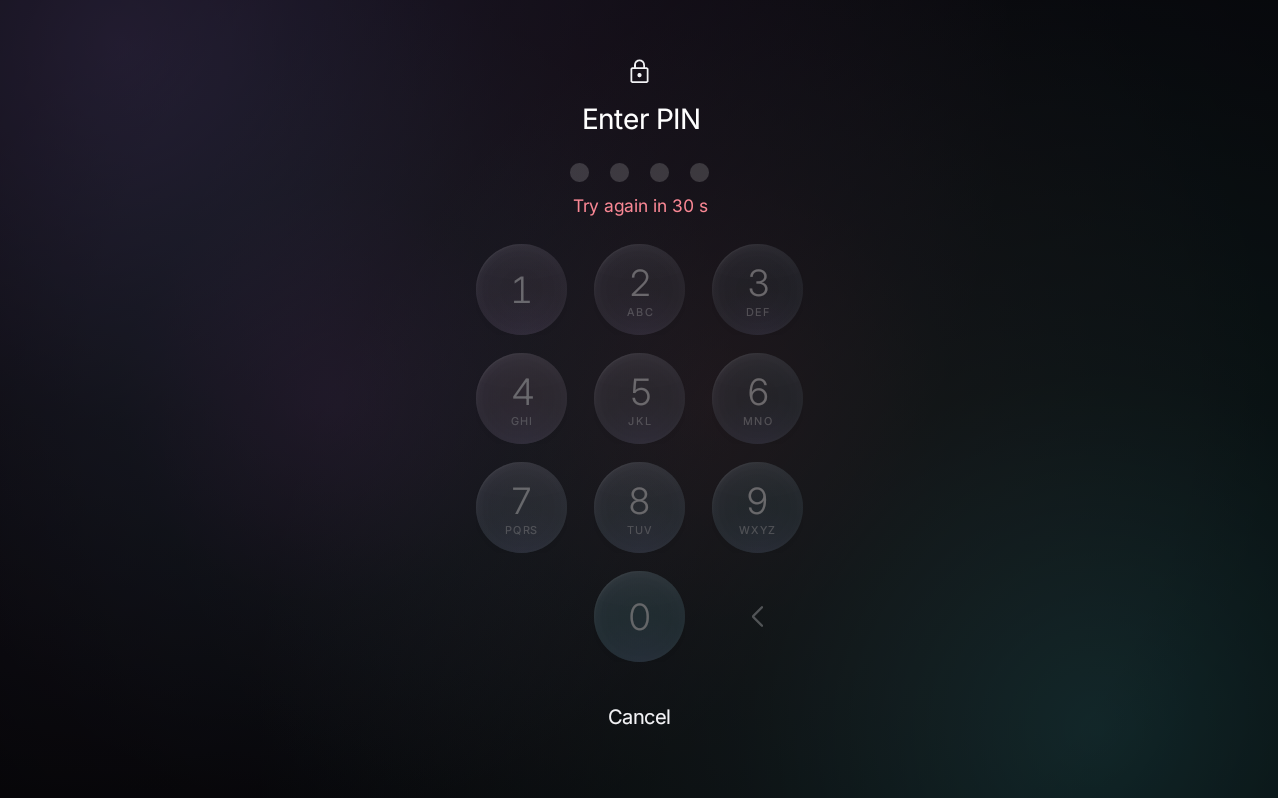 Enter PIN
Try again in 30 s
1
2
ABC
3
DEF
4
GHI
5
JKL
6
MNO
7
PQRS
8
TUV
9
WXYZ
0
Cancel